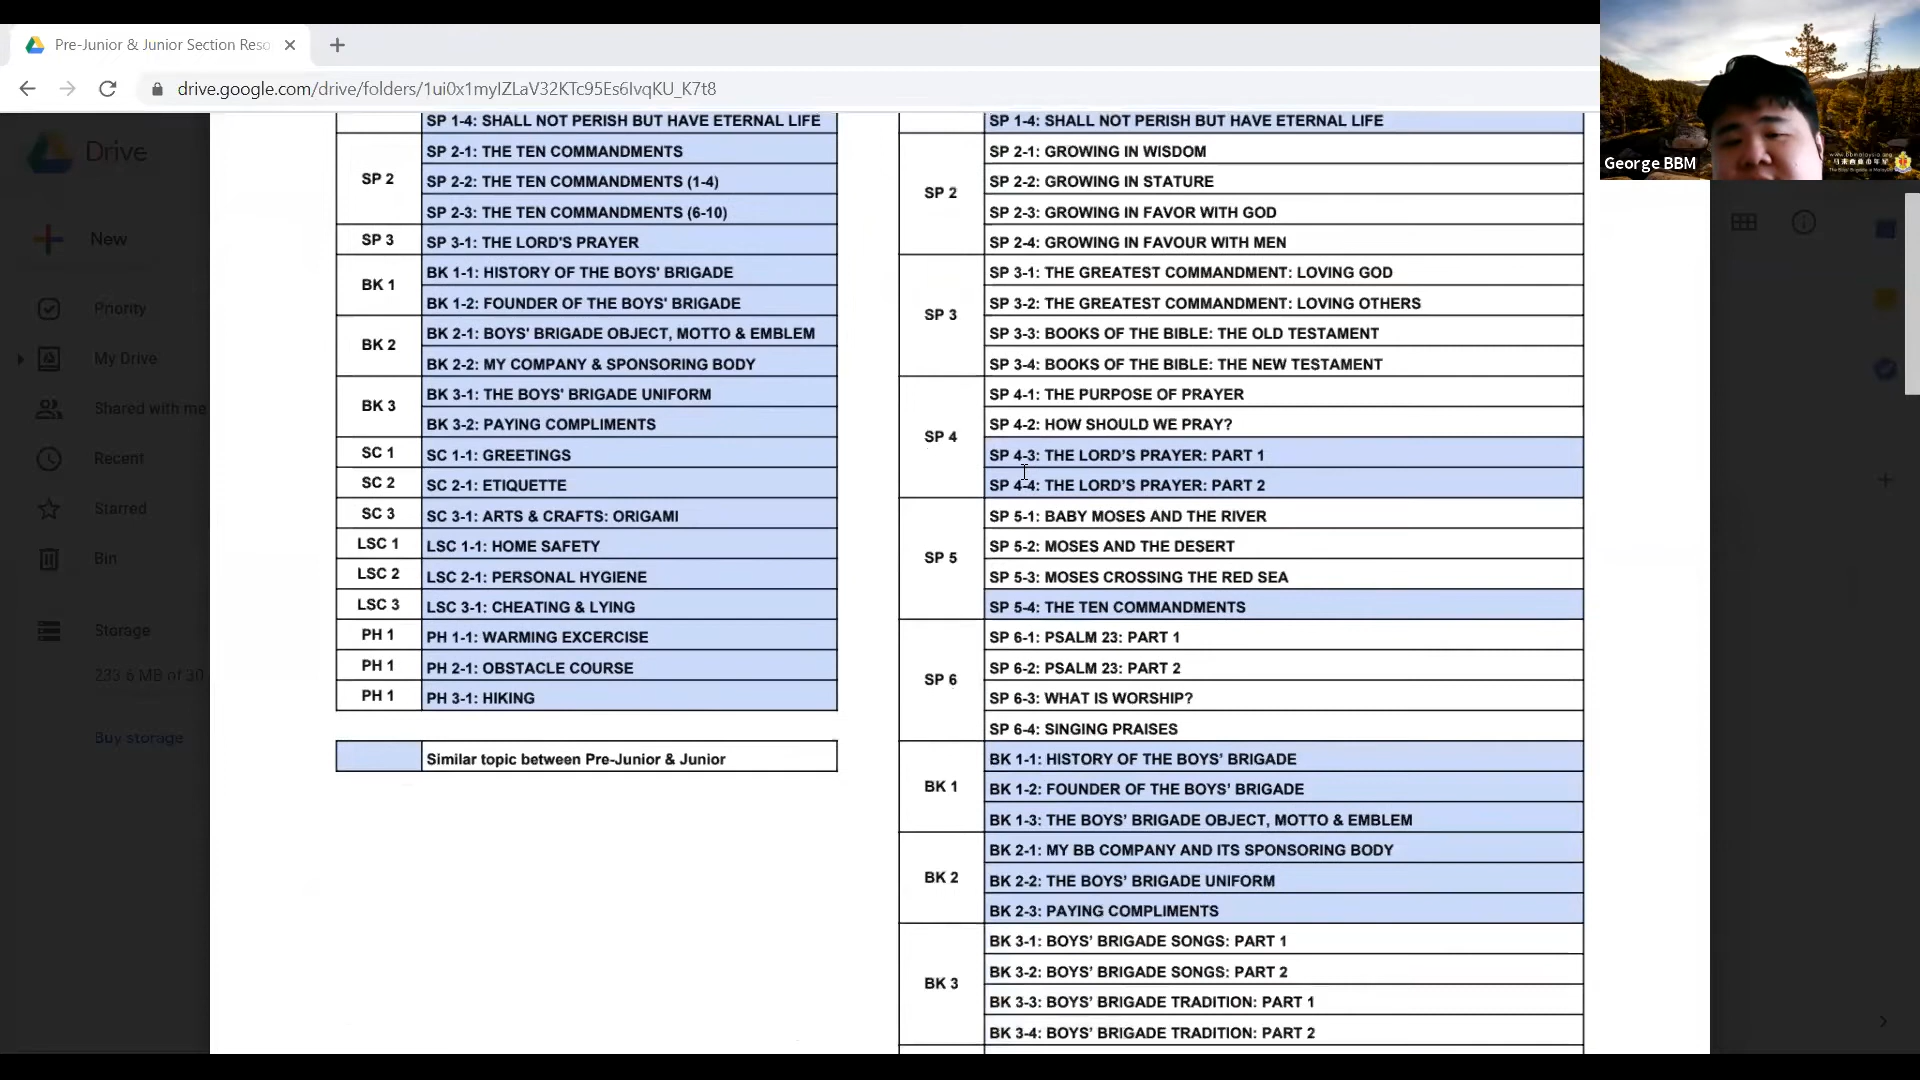 Pre-Junior & Junior Section Reso
drive.google.com/drive/folders/1ui0x1myIZLaV32KTc95Es6IvqKU_K7t8
George BBM
www.bbmalaysia.org
Drive
New
Priority
My Drive
Shared with me
Recent
Starred
Bin
Storage
233.6 MB of 30
Buy storage
SP 1-4: SHALL NOT PERISH BUT HAVE ETERNAL LIFE
SP 2
SP 2-1: THE TEN COMMANDMENTS
SP 2-2: THE TEN COMMANDMENTS (1-4)
SP 2-3: THE TEN COMMANDMENTS (6-10)
SP 3
SP 3-1: THE LORD'S PRAYER
BK 1
BK 1-1: HISTORY OF THE BOYS' BRIGADE
BK 1-2: FOUNDER OF THE BOYS' BRIGADE
BK 2
BK 2-1: BOYS' BRIGADE OBJECT, MOTTO & EMBLEM
BK 2-2: MY COMPANY & SPONSORING BODY
BK 3
BK 3-1: THE BOYS' BRIGADE UNIFORM
BK 3-2: PAYING COMPLIMENTS
SC 1
SC 1-1: GREETINGS
SC 2
SC 2-1: ETIQUETTE
SC 3
SC 3-1: ARTS & CRAFTS: ORIGAMI
LSC 1
LSC 1-1: HOME SAFETY
LSC 2
LSC 2-1: PERSONAL HYGIENE
LSC 3
LSC 3-1: CHEATING & LYING
PH 1
PH 1-1: WARMING EXCERCISE
PH 1
PH 2-1: OBSTACLE COURSE
PH 1
PH 3-1: HIKING
Similar topic between Pre-Junior & Junior
SP 1-4: SHALL NOT PERISH BUT HAVE ETERNAL LIFE
SP 2
SP 2-1: GROWING IN WISDOM
SP 2-2: GROWING IN STATURE
SP 2-3: GROWING IN FAVOR WITH GOD
SP 2-4: GROWING IN FAVOUR WITH MEN
SP 3
SP 3-1: THE GREATEST COMMANDMENT: LOVING GOD
SP 3-2: THE GREATEST COMMANDMENT: LOVING OTHERS
SP 3-3: BOOKS OF THE BIBLE: THE OLD TESTAMENT
SP 3-4: BOOKS OF THE BIBLE: THE NEW TESTAMENT
SP 4
SP 4-1: THE PURPOSE OF PRAYER
SP 4-2: HOW SHOULD WE PRAY?
SP 4-3: THE LORD’S PRAYER: PART 1
SP 4-4: THE LORD’S PRAYER: PART 2
SP 5
SP 5-1: BABY MOSES AND THE RIVER
SP 5-2: MOSES AND THE DESERT
SP 5-3: MOSES CROSSING THE RED SEA
SP 5-4: THE TEN COMMANDMENTS
SP 6
SP 6-1: PSALM 23: PART 1
SP 6-2: PSALM 23: PART 2
SP 6-3: WHAT IS WORSHIP?
SP 6-4: SINGING PRAISES
BK 1
BK 1-1: HISTORY OF THE BOYS’ BRIGADE
BK 1-2: FOUNDER OF THE BOYS’ BRIGADE
BK 1-3: THE BOYS’ BRIGADE OBJECT, MOTTO & EMBLEM
BK 2
BK 2-1: MY BB COMPANY AND ITS SPONSORING BODY
BK 2-2: THE BOYS’ BRIGADE UNIFORM
BK 2-3: PAYING COMPLIMENTS
BK 3
BK 3-1: BOYS’ BRIGADE SONGS: PART 1
BK 3-2: BOYS’ BRIGADE SONGS: PART 2
BK 3-3: BOYS’ BRIGADE TRADITION: PART 1
BK 3-4: BOYS’ BRIGADE TRADITION: PART 2